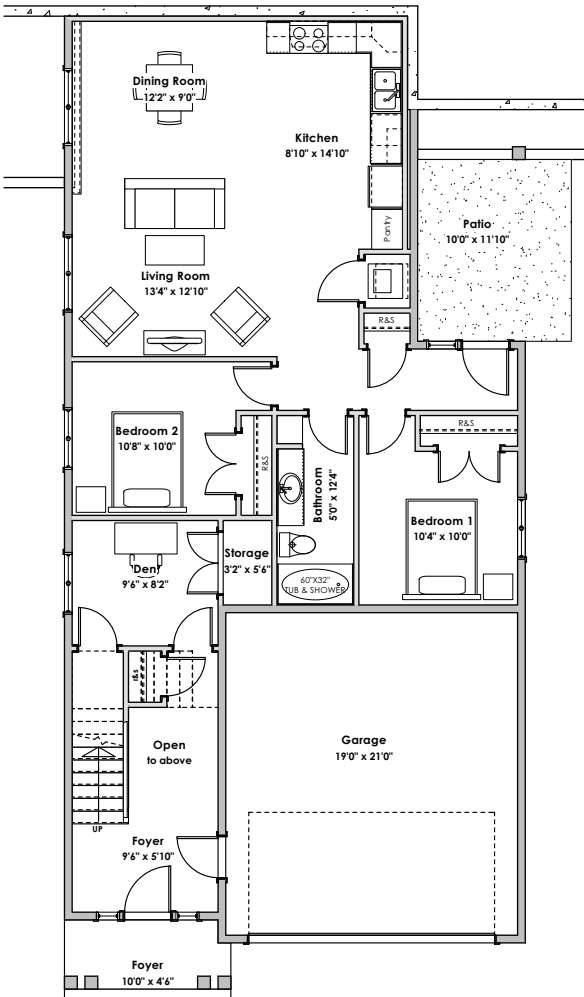 Dining Room
12'2" x 9'0"
Kitchen
8'10" x 14'10"
Pantry
Patio
10'0" x 11'10"
Living Room
13'4" x 12'10"
R&S
Bedroom 2
10'8" x 10'0"
R&S
Bathroom
5'0" x 12'4"
R&S
Bedroom 1
10'4" x 10'0"
Den
9'6" x 8'2"
Storage
3'2" x 5'6"
60"X32"
TUB & SHOWER
R&S
Open
to above
Garage
19'0" x 21'0"
UP
Foyer
9'6" x 5'10"
Foyer
10'0" x 4'6"